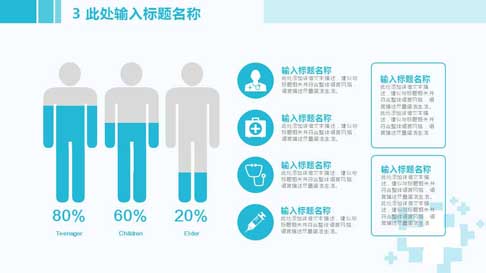 3 此处输入标题名称
80%
Teenager
60%
Children
20%
Elder
输入标题名称
此处添加详细文本描述，建议与
标题相关并符合整体语言风格，
语言描述尽量简洁生动。
输入标题名称
此处添加详细文本描述，建议与
标题相关并符合整体语言风格，
语言描述尽量简洁生动。
输入标题名称
此处添加详细文本描述，建议与
标题相关并符合整体语言风格，
语言描述尽量简洁生动。
输入标题名称
此处添加详细文本描述，建议与
标题相关并符合整体语言风格，
语言描述尽量简洁生动。
输入标题名称
此处添加详细文本描
述，建议与标题相关并
符合整体语言风格，语
言描述尽量简洁生动。
此处添加详细文本描
述，建议与标题相关并
符合整体语言风格，语
言描述尽量简洁生动。
输入标题名称
此处添加详细文本描
述，建议与标题相关并
符合整体语言风格，语
言描述尽量简洁生动。
此处添加详细文本描
述，建议与标题相关并
符合整体语言风格，语
言描述尽量简洁生动。